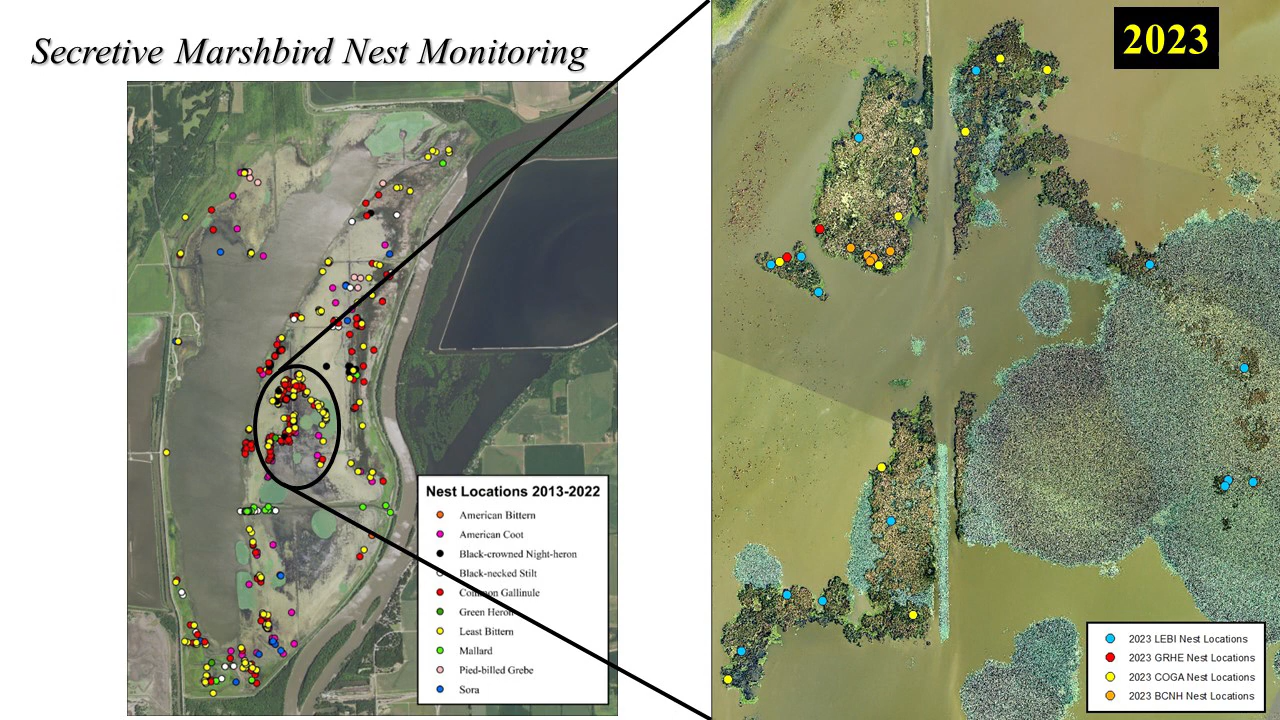 Secretive Marshbird Nest Monitoring
2023
Nest Locations 2013-2022
American Bittern
American Coot
Black-crowned Night-heron
Black-necked Stilt
Common Gallinule
Green Heron
Least Bittern
Mallard
Pied-billed Grebe
Sora
2023 LEBI Nest Locations
2023 GRHE Nest Locations
2023 COGA Nest Locations
2023 BCNH Nest Locations